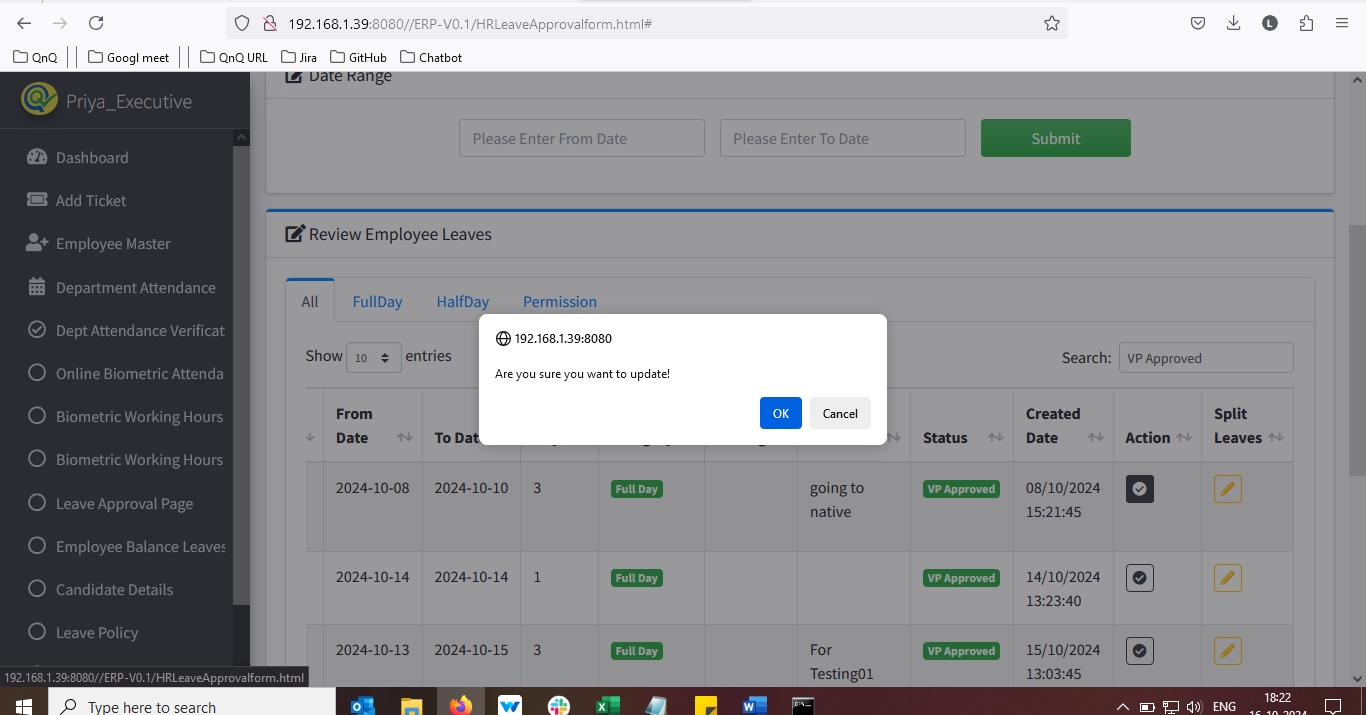 192.168.1.39:8080//ERP-V0.1/HRLeaveApprovalform.html#
L
QnQ
Googl meet
QnQ URL
Jira
GitHub
Chatbot
Priya_Executive
Dashboard
Add Ticket
Employee Master
Department Attendance
Dept Attendance Verificat
Online Biometric Attenda
Biometric Working Hours
Biometric Working Hours
Leave Approval Page
Employee Balance Leaves
Candidate Details
Leave Policy
Date Range
Please Enter From Date
Please Enter To Date
Submit
Review Employee Leaves
All FullDay HalfDay Permission
Show 10 entries
Search: VP Approved
192.168.1.39:8080
Are you sure you want to update!
OK Cancel
From Date To Dat Status Created Date Action Split Leaves
2024-10-08 2024-10-10 3 Full Day going to native VP Approved 08/10/2024 15:21:45
2024-10-14 2024-10-14 1 Full Day VP Approved 14/10/2024 13:23:40
2024-10-13 2024-10-15 3 Full Day For Testing01 VP Approved 15/10/2024 13:03:45
192.168.1.39:8080//ERP-V0.1/HRLeaveApprovalform.html
Type here to search
ENG
18:22
16-10-2024